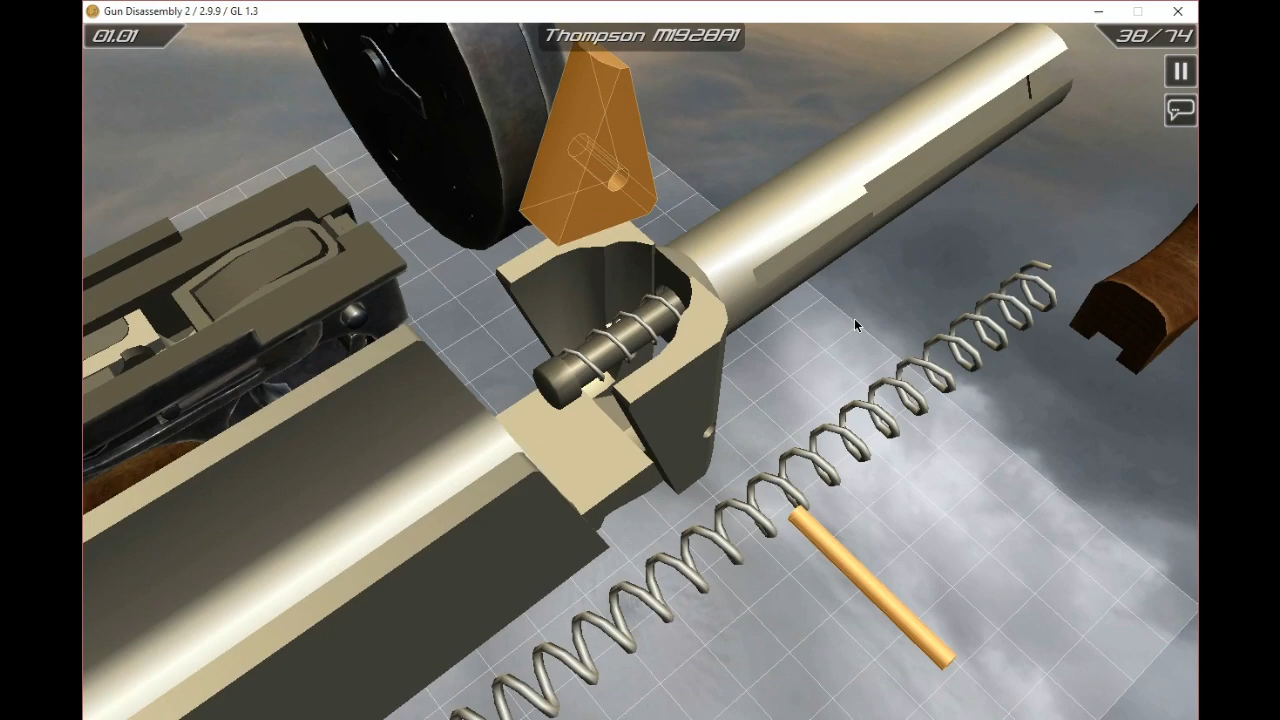 Gun Disassembly 2 / 2.9.9 / GL 1.3
01:01
Thompson M1928A1
38/74